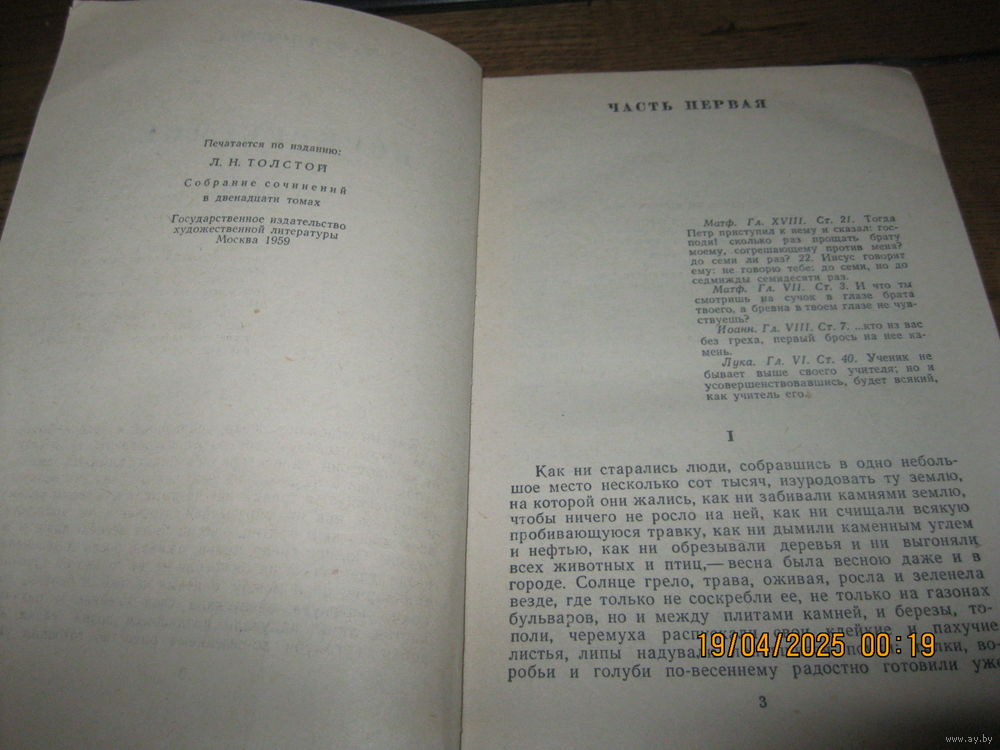 Печатается по изданию:
Л. Н. ТОЛСТОЙ
Собрание сочинений
в двенадцати томах
Государственное издательство
художественной литературы
Москва 1959
ЧАСТЬ ПЕРВАЯ
Матф. Гл. XVIII. Ст. 21. Тогда
Петр приступил к нему и сказал: гос-
поди! сколько раз прощать брату
моему, согрешающему против меня?
до семи ли раз? 22. Иисус говорит
ему: не говорю тебе: до семи, но до
седмижды семидесяти раз.
Матф. Гл. VII. Ст. 3. И что ты
смотришь на сучок в глазе брата
твоего, а бревна в твоем глазе не чув-
ствуешь?
Иоанн. Гл. VIII. Ст. 7. ...кто из вас
без греха, первый брось на нее ка-
мень.
Лука. Гл. VI. Ст. 40. Ученик не
бывает выше своего учителя; но и
усовершенствовавшись, будет всякий,
как учитель его.
I
Как ни старались люди, собравшись в одно неболь-
шое место несколько сот тысяч, изуродовать ту землю,
на которой они жались, как ни забивали камнями землю,
чтобы ничего не росло на ней, как ни счищали всякую
пробивающуюся травку, как ни дымили каменным углем
и нефтью, как ни обрезывали деревья и ни выгоняли
всех животных и птиц,— весна была весною даже и в
городе. Солнце грело, трава, оживая, росла и зеленела
везде, где только не соскребли ее, не только на газонах
бульваров, но и между плитами камней, и березы, то-
поли, черемуха свои клейкие и пахучие
листья, липы
робьи и голуби по-весеннему радостно готовили уже
3
19/04/2025 00:19
www.ay.by